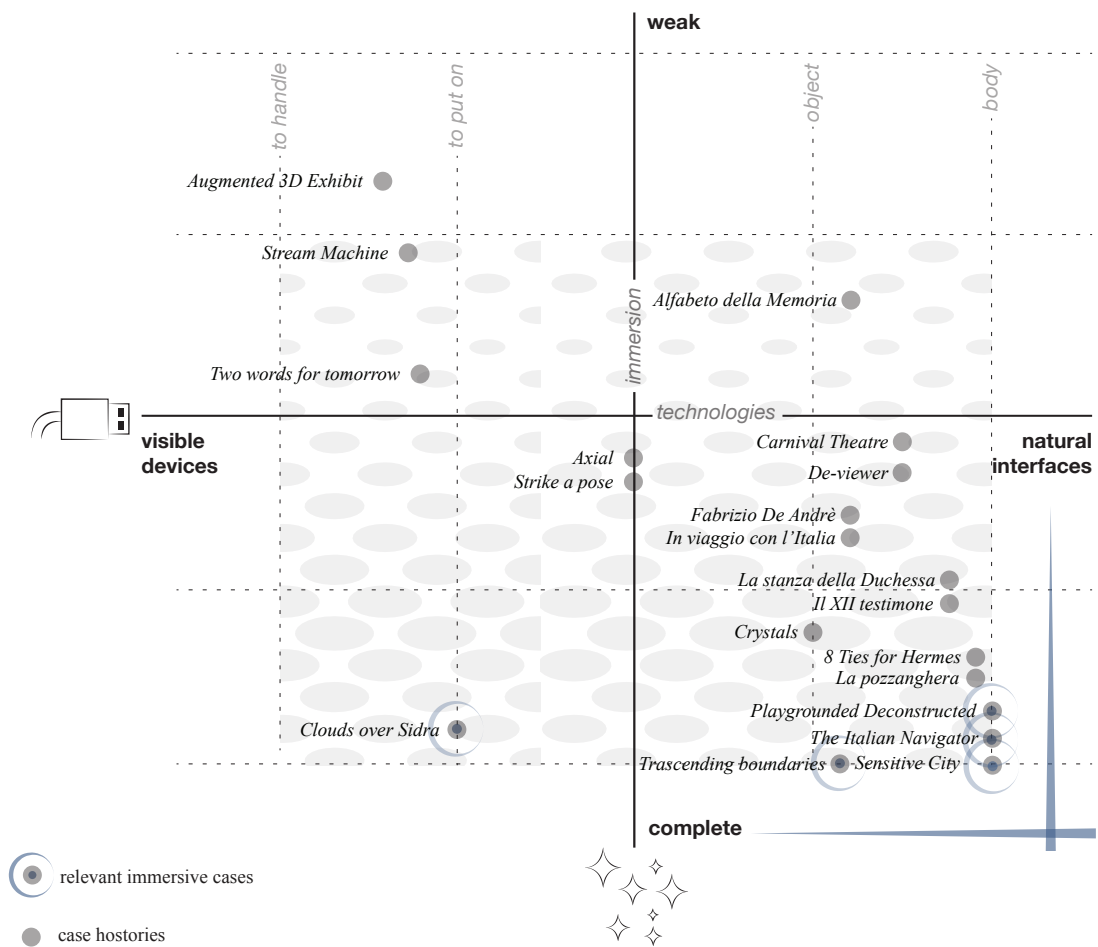 weak
to handle
to put on
object
body
Augmented 3D Exhibit
Stream Machine
Alfabeto della Memoria
immersion
Two words for tomorrow
technologies
visible
devices
natural
interfaces
Carnival Theatre
Axial
De-viewer
Strike a pose
Fabrizio De Andrè
In viaggio con l’Italia
La stanza della Duchessa
Il XII testimone
Crystals
8 Ties for Hermes
La pozzanghera
Playgrounded Deconstructed
Clouds over Sidra
The Italian Navigator
Trascending boundaries
Sensitive City
complete
relevant immersive cases
case hostories